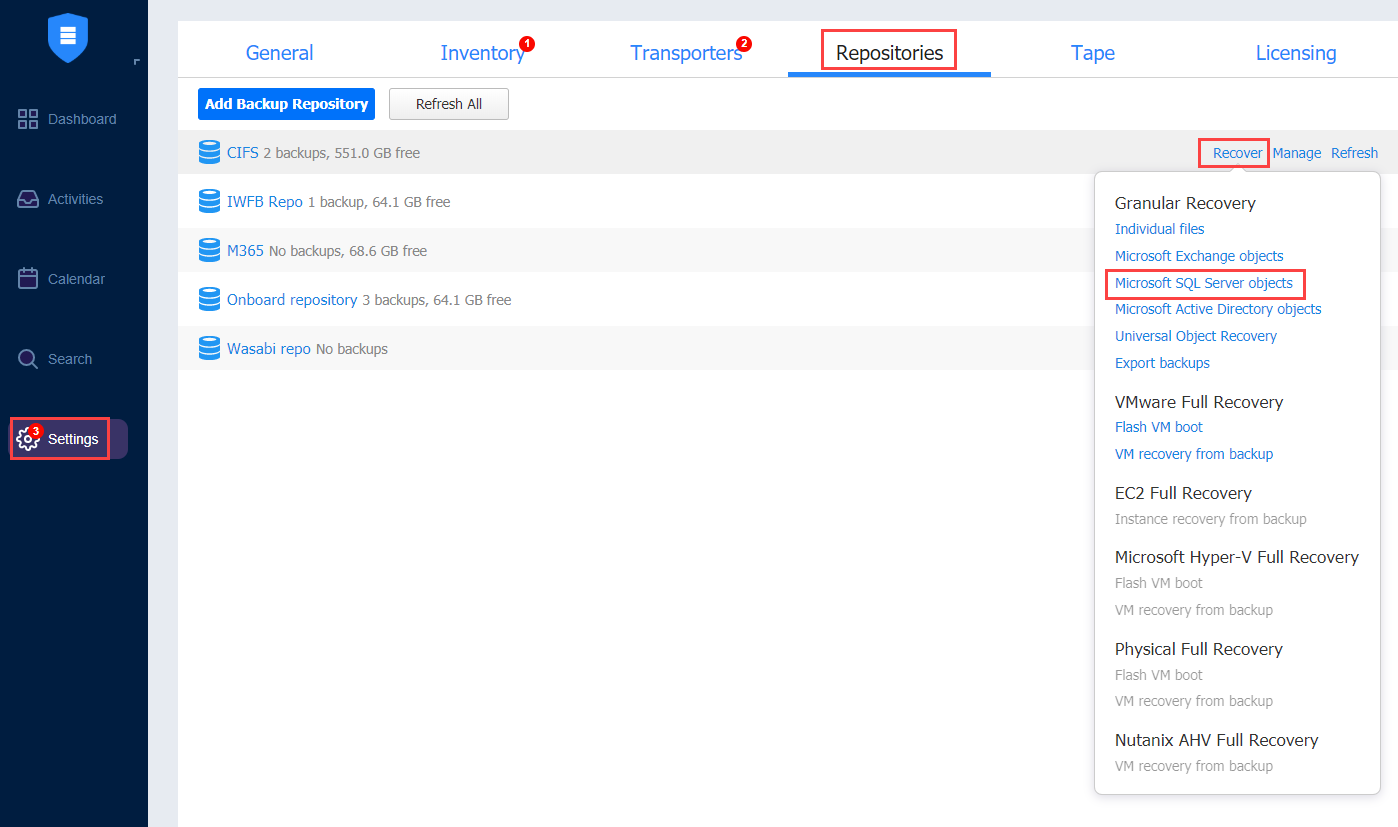 General
Inventory 1
Transporters 2
Repositories
Tape
Licensing
Dashboard
Activities
Calendar
Search
3 Settings
Add Backup Repository
Refresh All
CIFS 2 backups, 551.0 GB free
Recover Manage Refresh
IWFB Repo 1 backup, 64.1 GB free
M365 No backups, 68.6 GB free
Onboard repository 3 backups, 64.1 GB free
Wasabi repo No backups
Granular Recovery
Individual files
Microsoft Exchange objects
Microsoft SQL Server objects
Microsoft Active Directory objects
Universal Object Recovery
Export backups
VMware Full Recovery
Flash VM boot
VM recovery from backup
EC2 Full Recovery
Instance recovery from backup
Microsoft Hyper-V Full Recovery
Flash VM boot
VM recovery from backup
Physical Full Recovery
Flash VM boot
VM recovery from backup
Nutanix AHV Full Recovery
VM recovery from backup